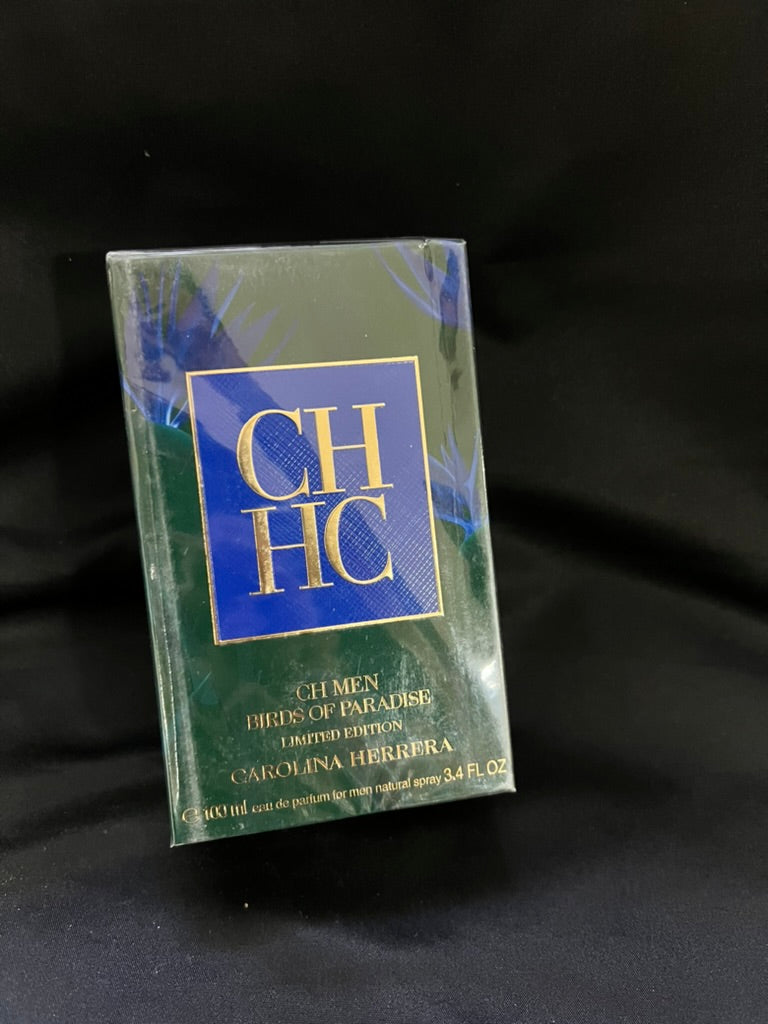 CH
HC
CH MEN
BIRDS OF PARADISE
LIMITED EDITION
CAROLINA HERRERA
℮ 100 ml eau de parfum for men natural spray 3.4 FL OZ